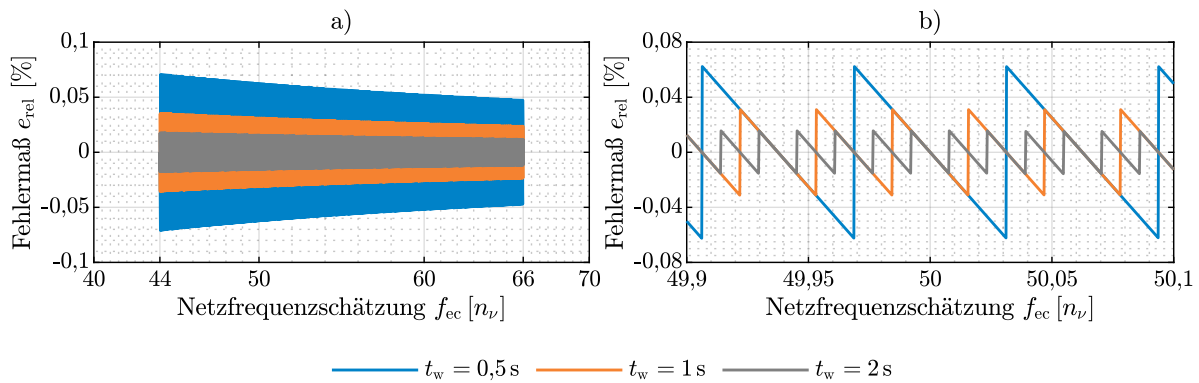 a)
Fehlermaß e_rel [%]
0,1
0,05
0
-0,05
-0,1
40 44 50 60 66 70
Netzfrequenzschätzung f_ec [n_ν]
b)
Fehlermaß e_rel [%]
0,08
0,04
0
-0,04
-0,08
49,9 49,95 50 50,05 50,1
Netzfrequenzschätzung f_ec [n_ν]
t_w = 0,5 s t_w = 1 s t_w = 2 s